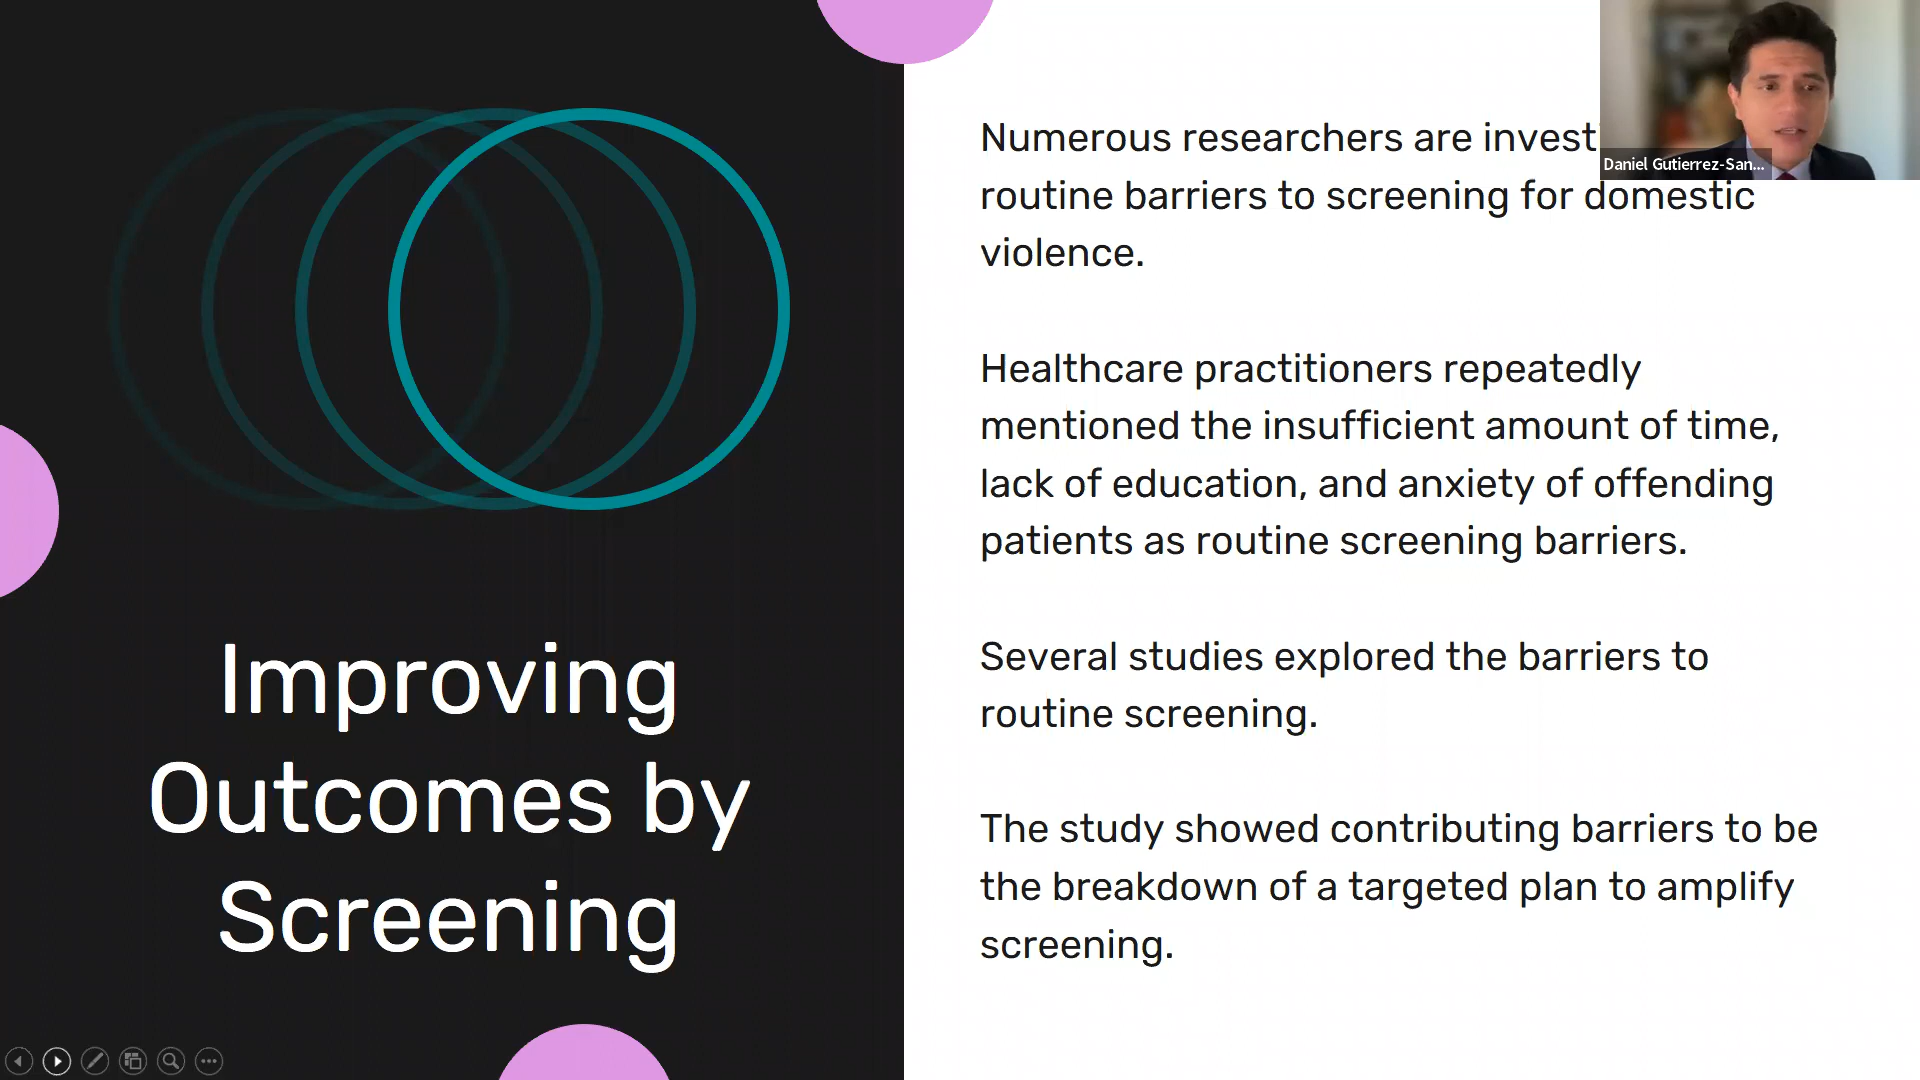 Improving
Outcomes by
Screening
Numerous researchers are
routine barriers to screening for domestic
violence.
Healthcare practitioners repeatedly
mentioned the insufficient amount of time,
lack of education, and anxiety of offending
patients as routine screening barriers.
Several studies explored the barriers to
routine screening.
The study showed contributing barriers to be
the breakdown of a targeted plan to amplify
screening.
Daniel Gutierrez-San...